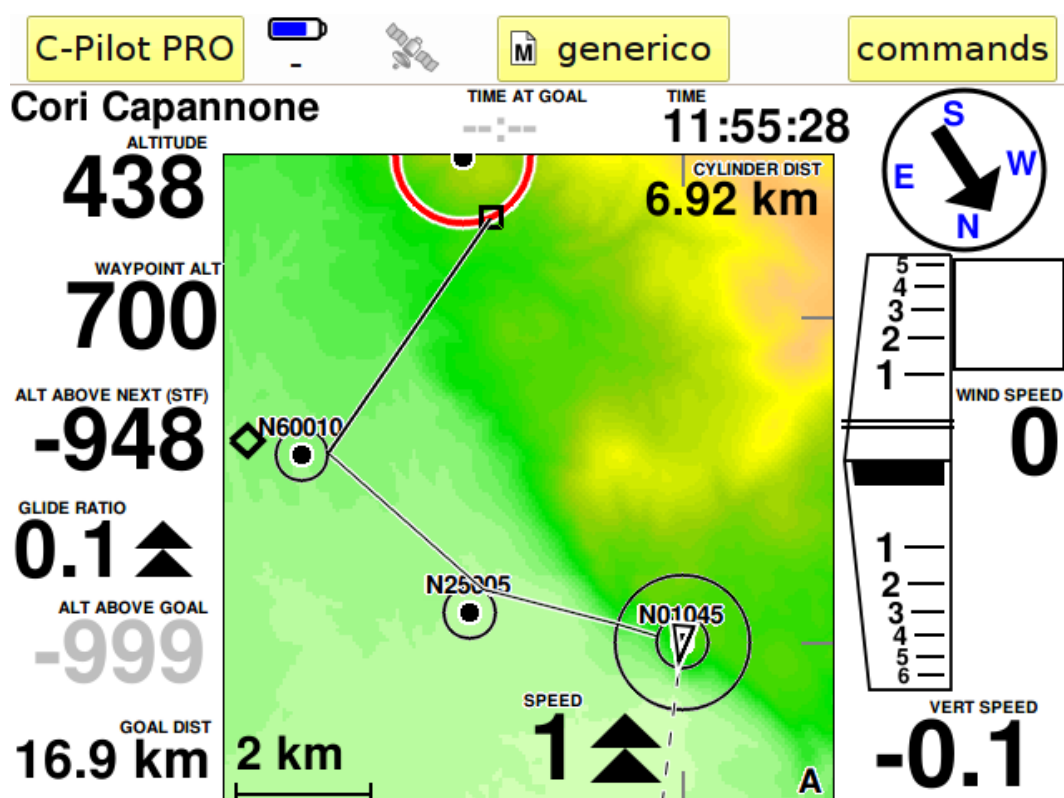 C-Pilot PRO
-
M generico
commands
Cori Capannone
TIME AT GOAL
--:--
TIME
11:55:28
S
E
W
N
ALTITUDE
438
CYLINDER DIST
6.92 km
WAYPOINT ALT
700
ALT ABOVE NEXT (STF)
-948
GLIDE RATIO
0.1
ALT ABOVE GOAL
-999
GOAL DIST
16.9 km
N60010
N25005
N01045
SPEED
1
2 km
A
5
4
3
2
1
1
2
3
4
5
6
WIND SPEED
0
VERT SPEED
-0.1